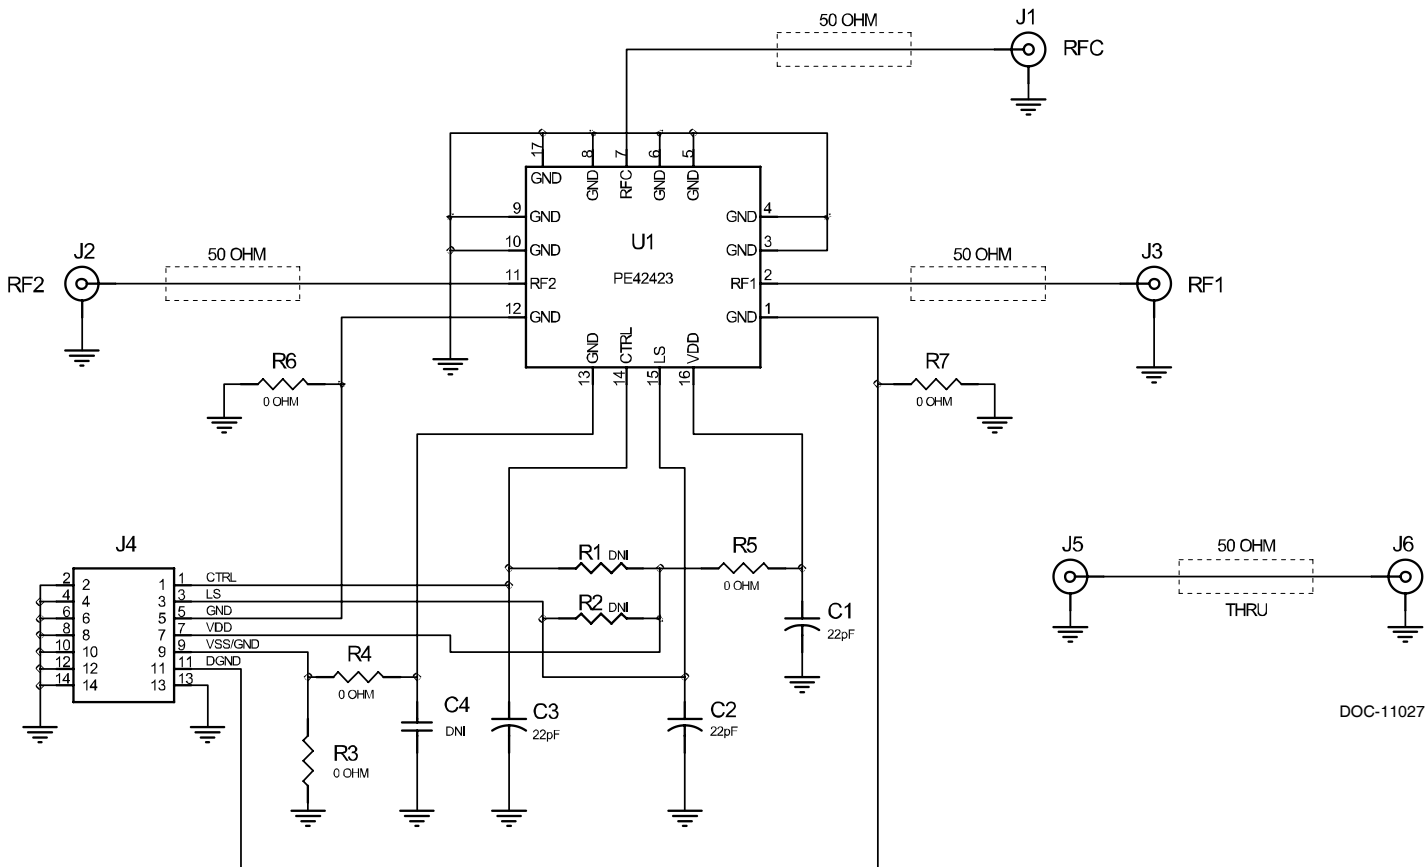 50 OHM
J1
RFC
17
8
7
6
5
GND
GND
RFC
GND
GND
9
GND
GND
4
10
GND
U1
GND
3
J2
50 OHM
RF2
11
RF2
PE42423
RF1
2
50 OHM
J3
RF1
12
GND
GND
1
GND
CTRL
LS
VDD
13
14
15
16
R6
0 OHM
R7
0 OHM
J4
R1 DNI
R5
0 OHM
R2 DNI
J5
50 OHM
J6
THRU
2
2
1
1
CTRL
4
4
3
3
LS
6
6
5
5
GND
8
8
7
7
VDD
10
10
9
9
VSS/GND
12
12
11
11
DGND
14
14
13
13
C1
22pF
R4
0 OHM
C4
DNI
C3
22pF
C2
22pF
R3
0 OHM
DOC-11027